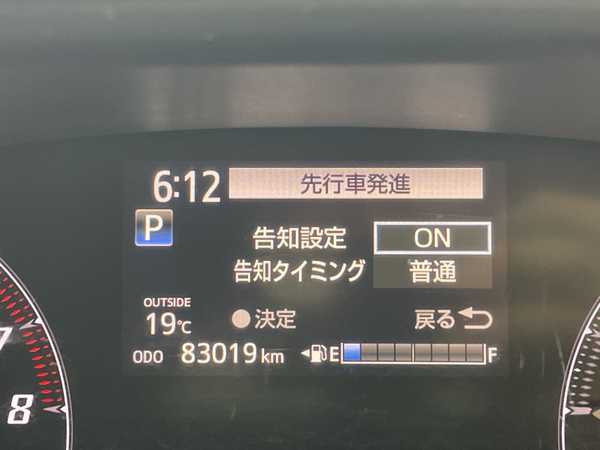 6:12 先行車発進
P
告知設定 ON
告知タイミング 普通
OUTSIDE
19℃ 決定 戻る
ODO 83019 km E F
7
8